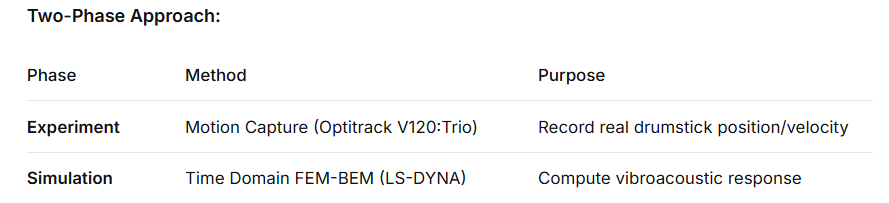 Two-Phase Approach:
Phase Method Purpose
Experiment Motion Capture (Optitrack V120:Trio) Record real drumstick position/velocity
Simulation Time Domain FEM-BEM (LS-DYNA) Compute vibroacoustic response